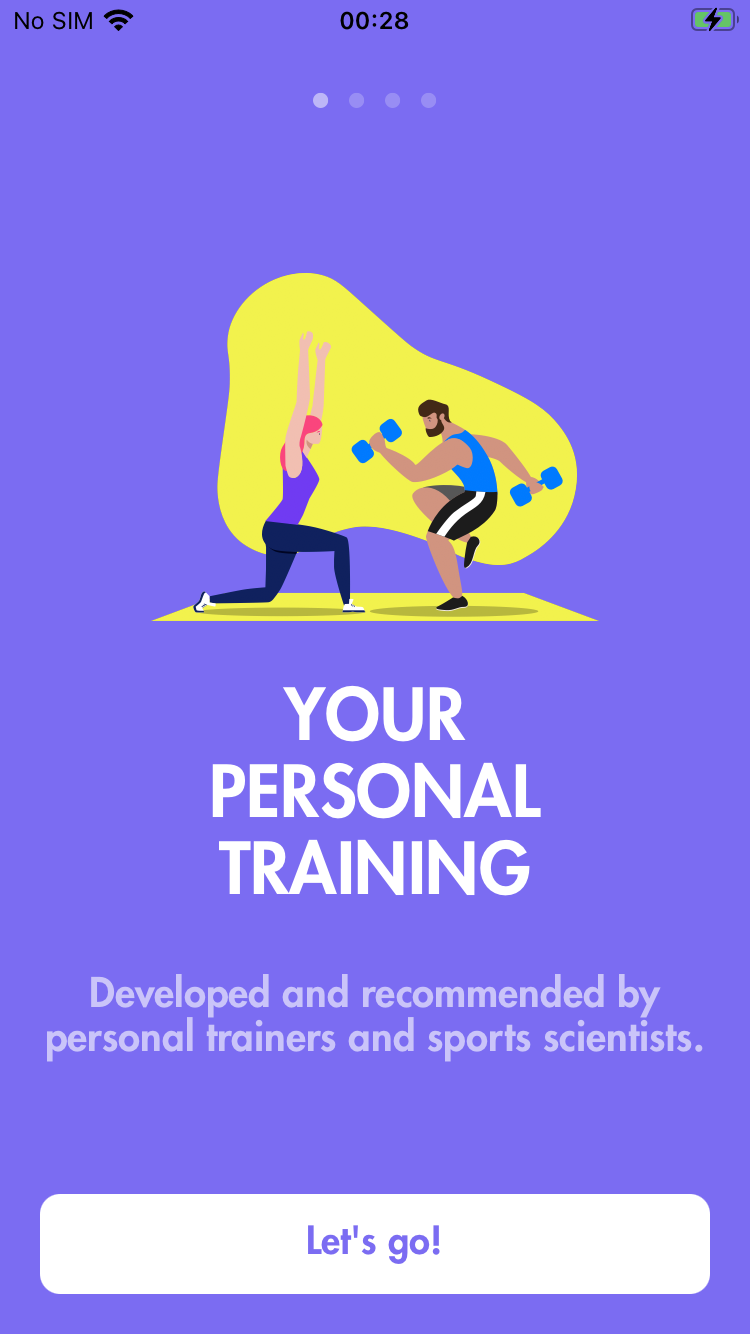 No SIM 00:28
YOUR
PERSONAL
TRAINING
Developed and recommended by
personal trainers and sports scientists.
Let's go!